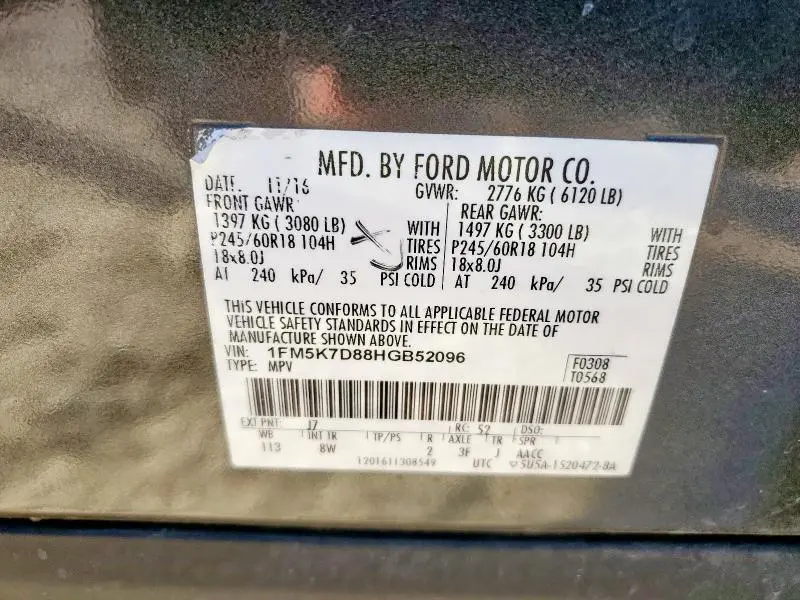 MFD. BY FORD MOTOR CO.
DATE: 11/16
GVWR: 2776 KG ( 6120 LB)
FRONT GAWR:
1397 KG ( 3080 LB) WITH
P245/60R18 104H TIRES
18x8.0J RIMS
AT 240 kPa/ 35 PSI COLD
REAR GAWR:
1497 KG ( 3300 LB) WITH
P245/60R18 104H TIRES
18x8.0J RIMS
AT 240 kPa/ 35 PSI COLD
THIS VEHICLE CONFORMS TO ALL APPLICABLE FEDERAL MOTOR
VEHICLE SAFETY STANDARDS IN EFFECT ON THE DATE OF
MANUFACTURE SHOWN ABOVE.
VIN: 1FM5K7D88HGB52096
TYPE: MPV
F0308
T0568
EXT PNT: J7 RC: 52 DSO:
WB INT TR TP/PS R AXLE TR SPR
113 8W 2 3F J AACC
1201611308549 UTC 5U5A-1520472-BA